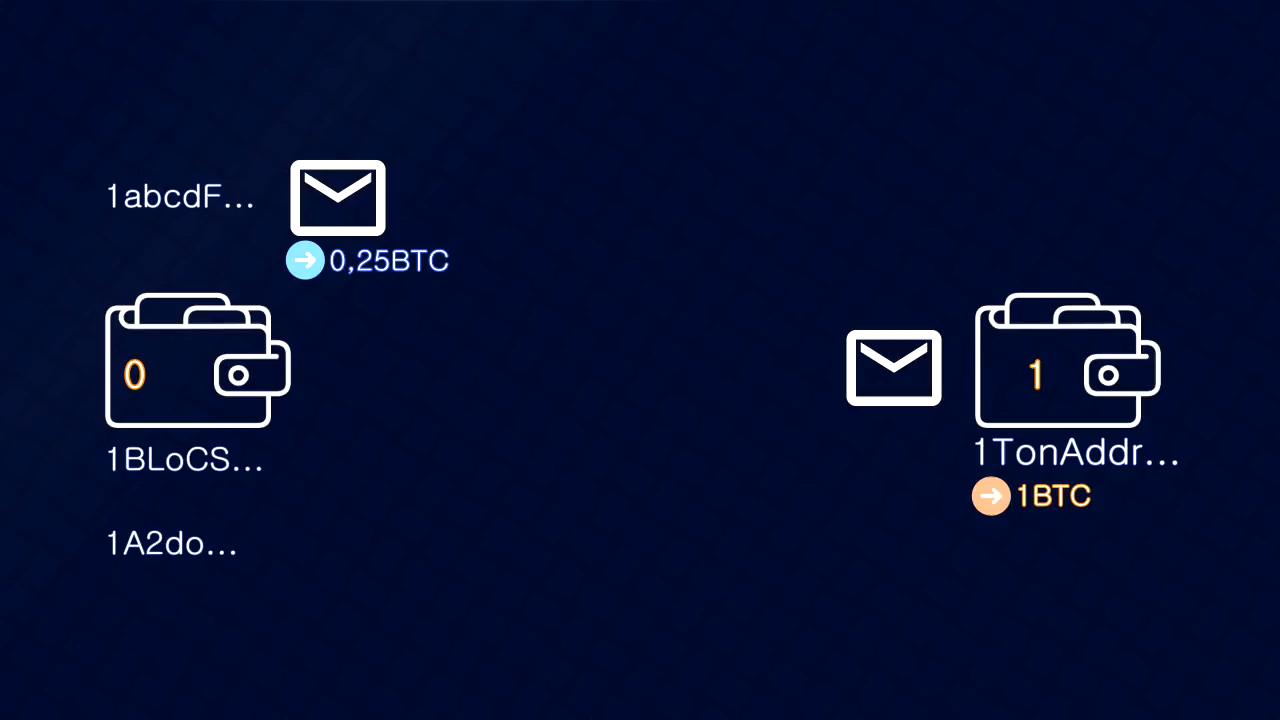 1abcdF...
0,25BTC
0
1
1BLoCS...
1TonAddr...
1BTC
1A2do...